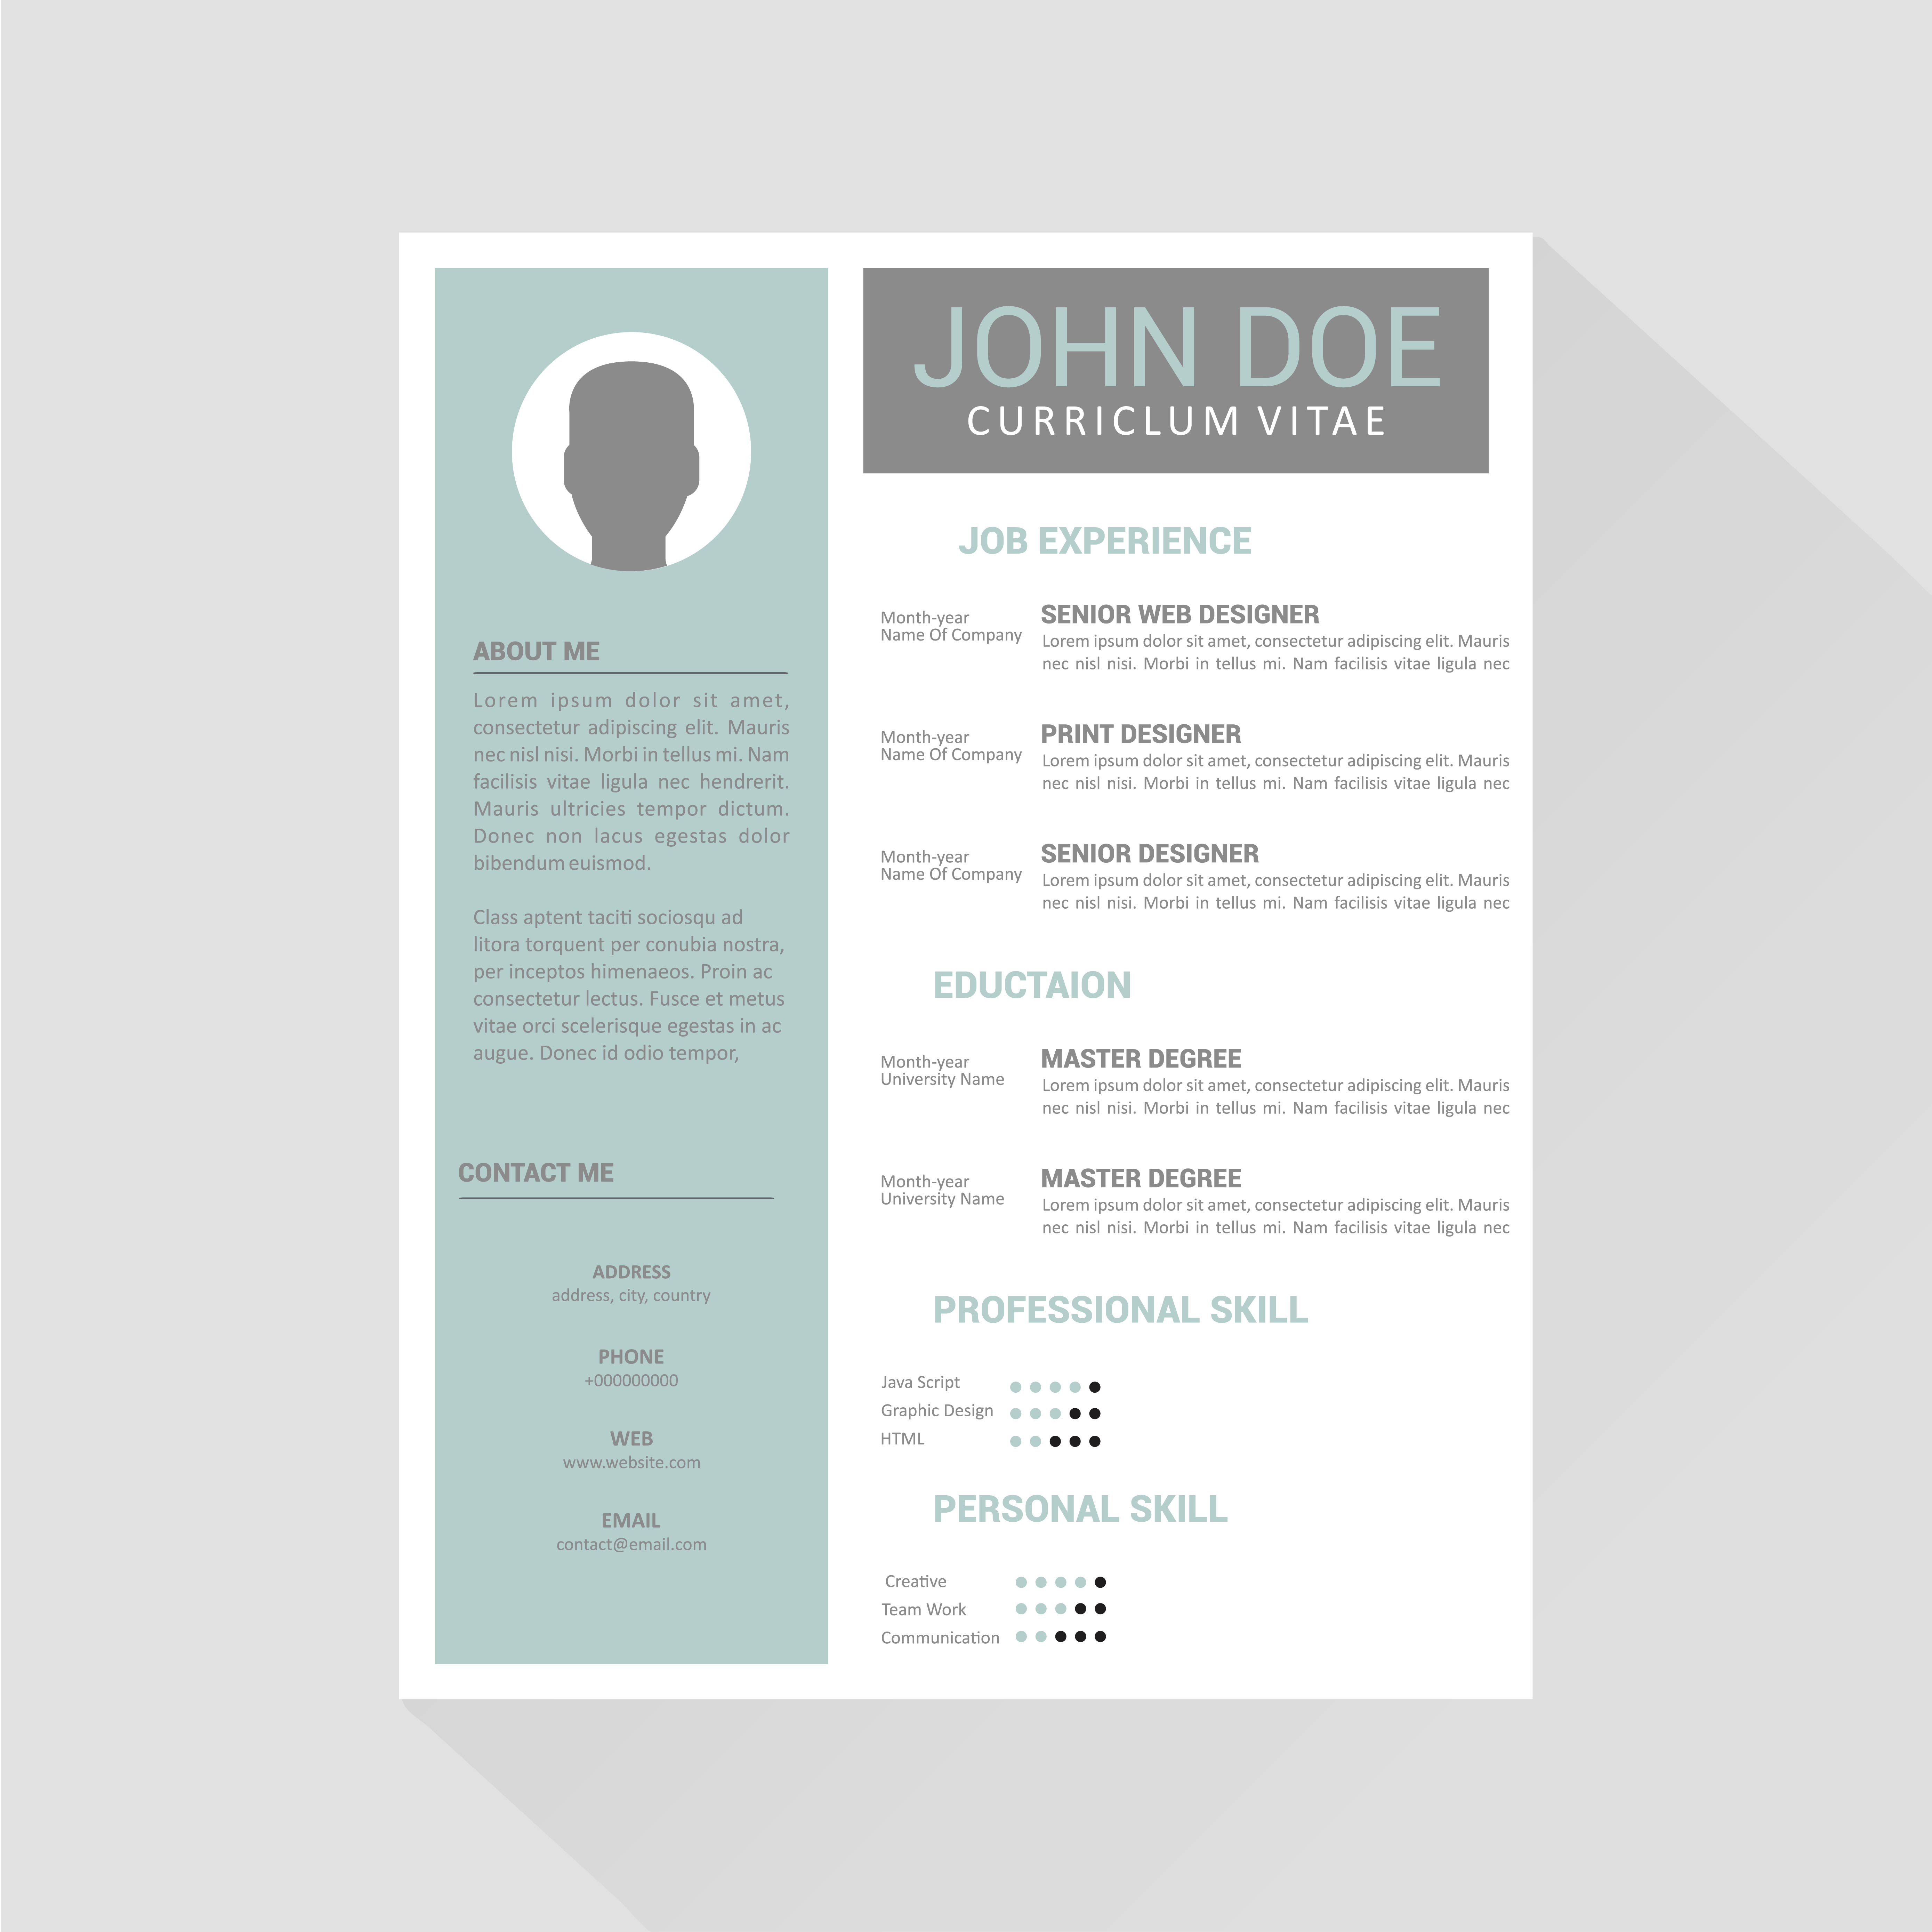 JOHN DOE
CURRICLUM VITAE
ABOUT ME
Lorem ipsum dolor sit amet,
consectetur adipiscing elit. Mauris
nec nisl nisi. Morbi in tellus mi. Nam
facilisis vitae ligula nec hendrerit.
Mauris ultricies tempor dictum.
Donec non lacus egestas dolor
bibendum euismod.
Class aptent taciti sociosqu ad
litora torquent per conubia nostra,
per inceptos himenaeos. Proin ac
consectetur lectus. Fusce et metus
vitae orci scelerisque egestas in ac
augue. Donec id odio tempor,
CONTACT ME
ADDRESS
address, city, country
PHONE
+000000000
WEB
www.website.com
EMAIL
contact@email.com
JOB EXPERIENCE
Month-year
Name Of Company
SENIOR WEB DESIGNER
Lorem ipsum dolor sit amet, consectetur adipiscing elit. Mauris
nec nisl nisi. Morbi in tellus mi. Nam facilisis vitae ligula nec
Month-year
Name Of Company
PRINT DESIGNER
Lorem ipsum dolor sit amet, consectetur adipiscing elit. Mauris
nec nisl nisi. Morbi in tellus mi. Nam facilisis vitae ligula nec
Month-year
Name Of Company
SENIOR DESIGNER
Lorem ipsum dolor sit amet, consectetur adipiscing elit. Mauris
nec nisl nisi. Morbi in tellus mi. Nam facilisis vitae ligula nec
EDUCTAION
Month-year
University Name
MASTER DEGREE
Lorem ipsum dolor sit amet, consectetur adipiscing elit. Mauris
nec nisl nisi. Morbi in tellus mi. Nam facilisis vitae ligula nec
Month-year
University Name
MASTER DEGREE
Lorem ipsum dolor sit amet, consectetur adipiscing elit. Mauris
nec nisl nisi. Morbi in tellus mi. Nam facilisis vitae ligula nec
PROFESSIONAL SKILL
Java Script
Graphic Design
HTML
PERSONAL SKILL
Creative
Team Work
Communication